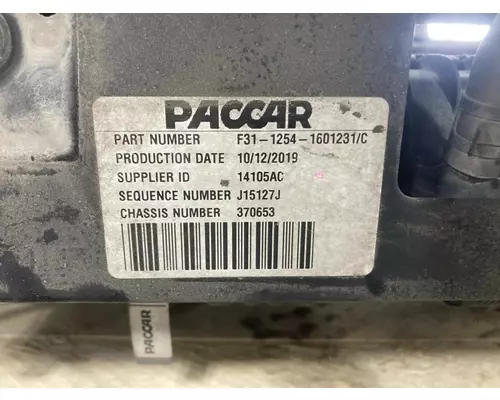 PACCAR
PART NUMBER F31-1254-1601231/C
PRODUCTION DATE 10/12/2019
SUPPLIER ID 14105AC
SEQUENCE NUMBER J15127J
CHASSIS NUMBER 370653
PACCAR